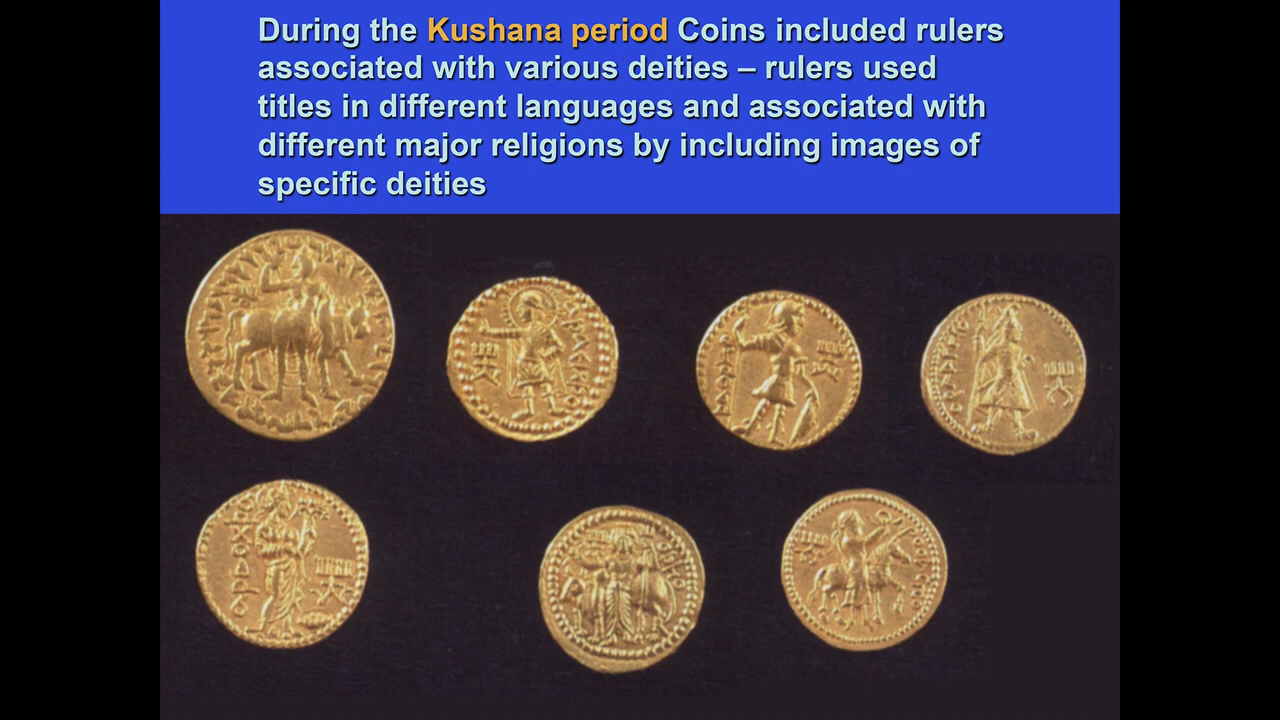 During the Kushana period Coins included rulers
associated with various deities – rulers used
titles in different languages and associated with
different major religions by including images of
specific deities